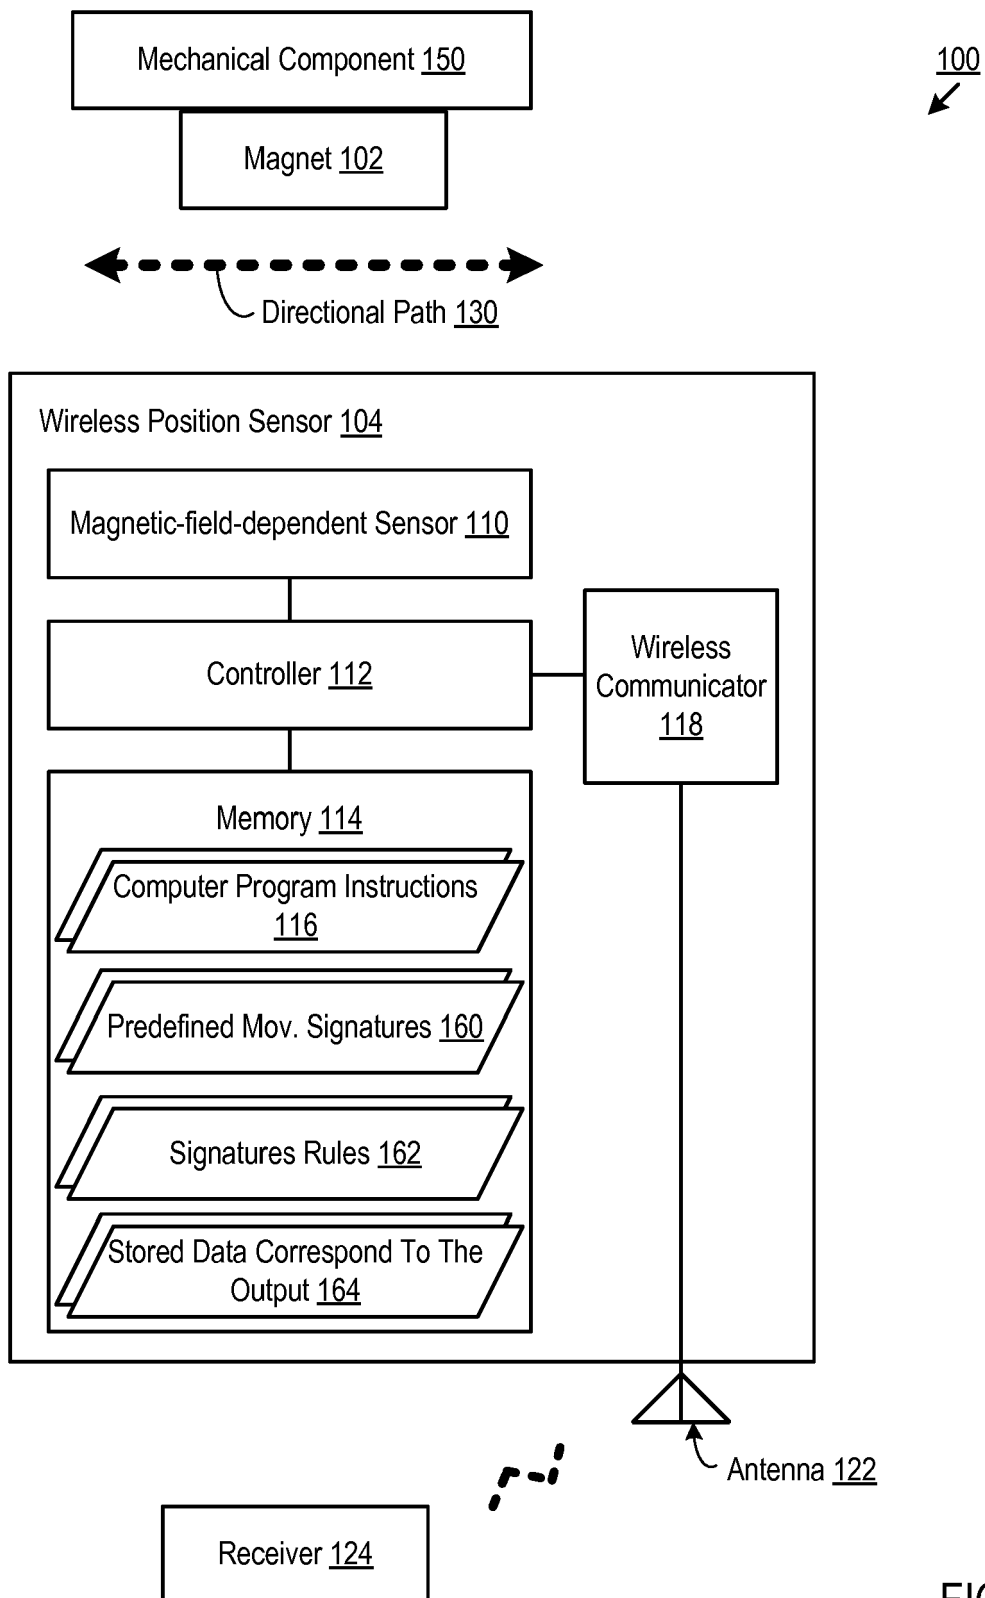 Mechanical Component 150
100
Magnet 102
Directional Path 130
Wireless Position Sensor 104
Magnetic-field-dependent Sensor 110
Controller 112
Wireless
Communicator
118
Memory 114
Computer Program Instructions
116
Predefined Mov. Signatures 160
Signatures Rules 162
Stored Data Correspond To The
Output 164
Antenna 122
Receiver 124